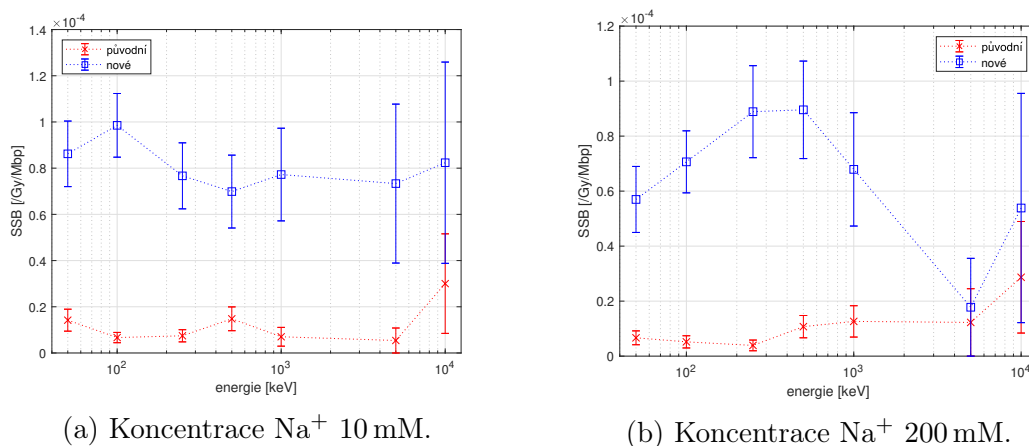 ×10⁻⁴
1.4
1.2
1
0.8
0.6
0.4
0.2
0
SSB [/Gy/Mbp]
původní
nové
10²
10³
10⁴
energie [keV]
(a) Koncentrace Na⁺ 10 mM.
×10⁻⁴
1.2
1
0.8
0.6
0.4
0.2
0
SSB [/Gy/Mbp]
původní
nové
10²
10³
10⁴
energie [keV]
(b) Koncentrace Na⁺ 200 mM.